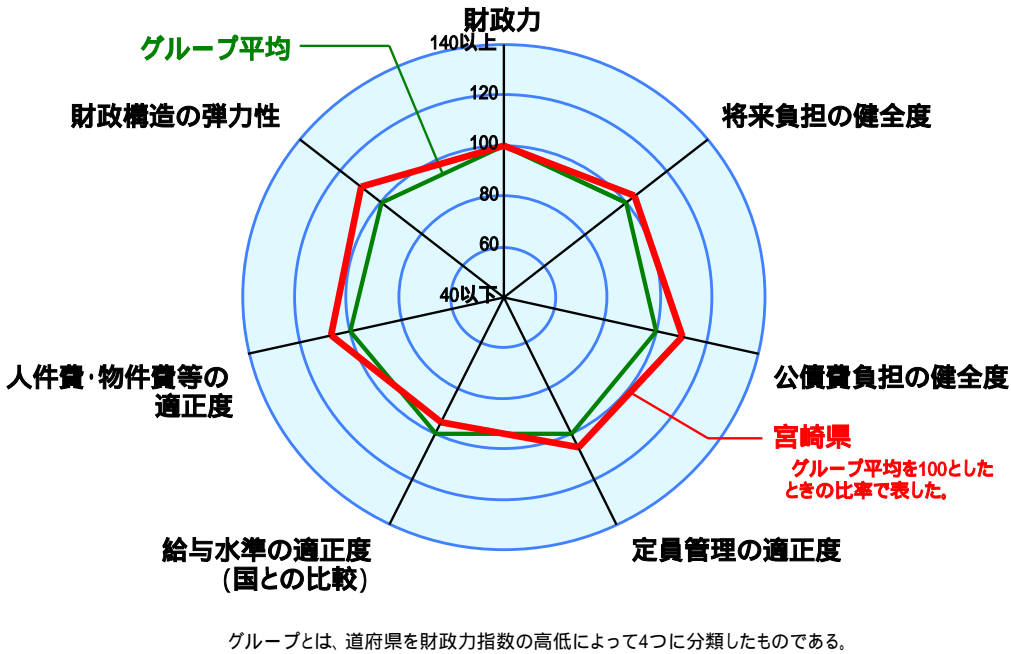 財政力
140以上
グループ平均
120
財政構造の弾力性
将来負担の健全度
100
80
60
40以下
人件費・物件費等の
適正度
公債費負担の健全度
宮崎県
グループ平均を100とした
ときの比率で表した。
給与水準の適正度
(国との比較)
定員管理の適正度
グループとは、道府県を財政力指数の高低によって4つに分類したものである。